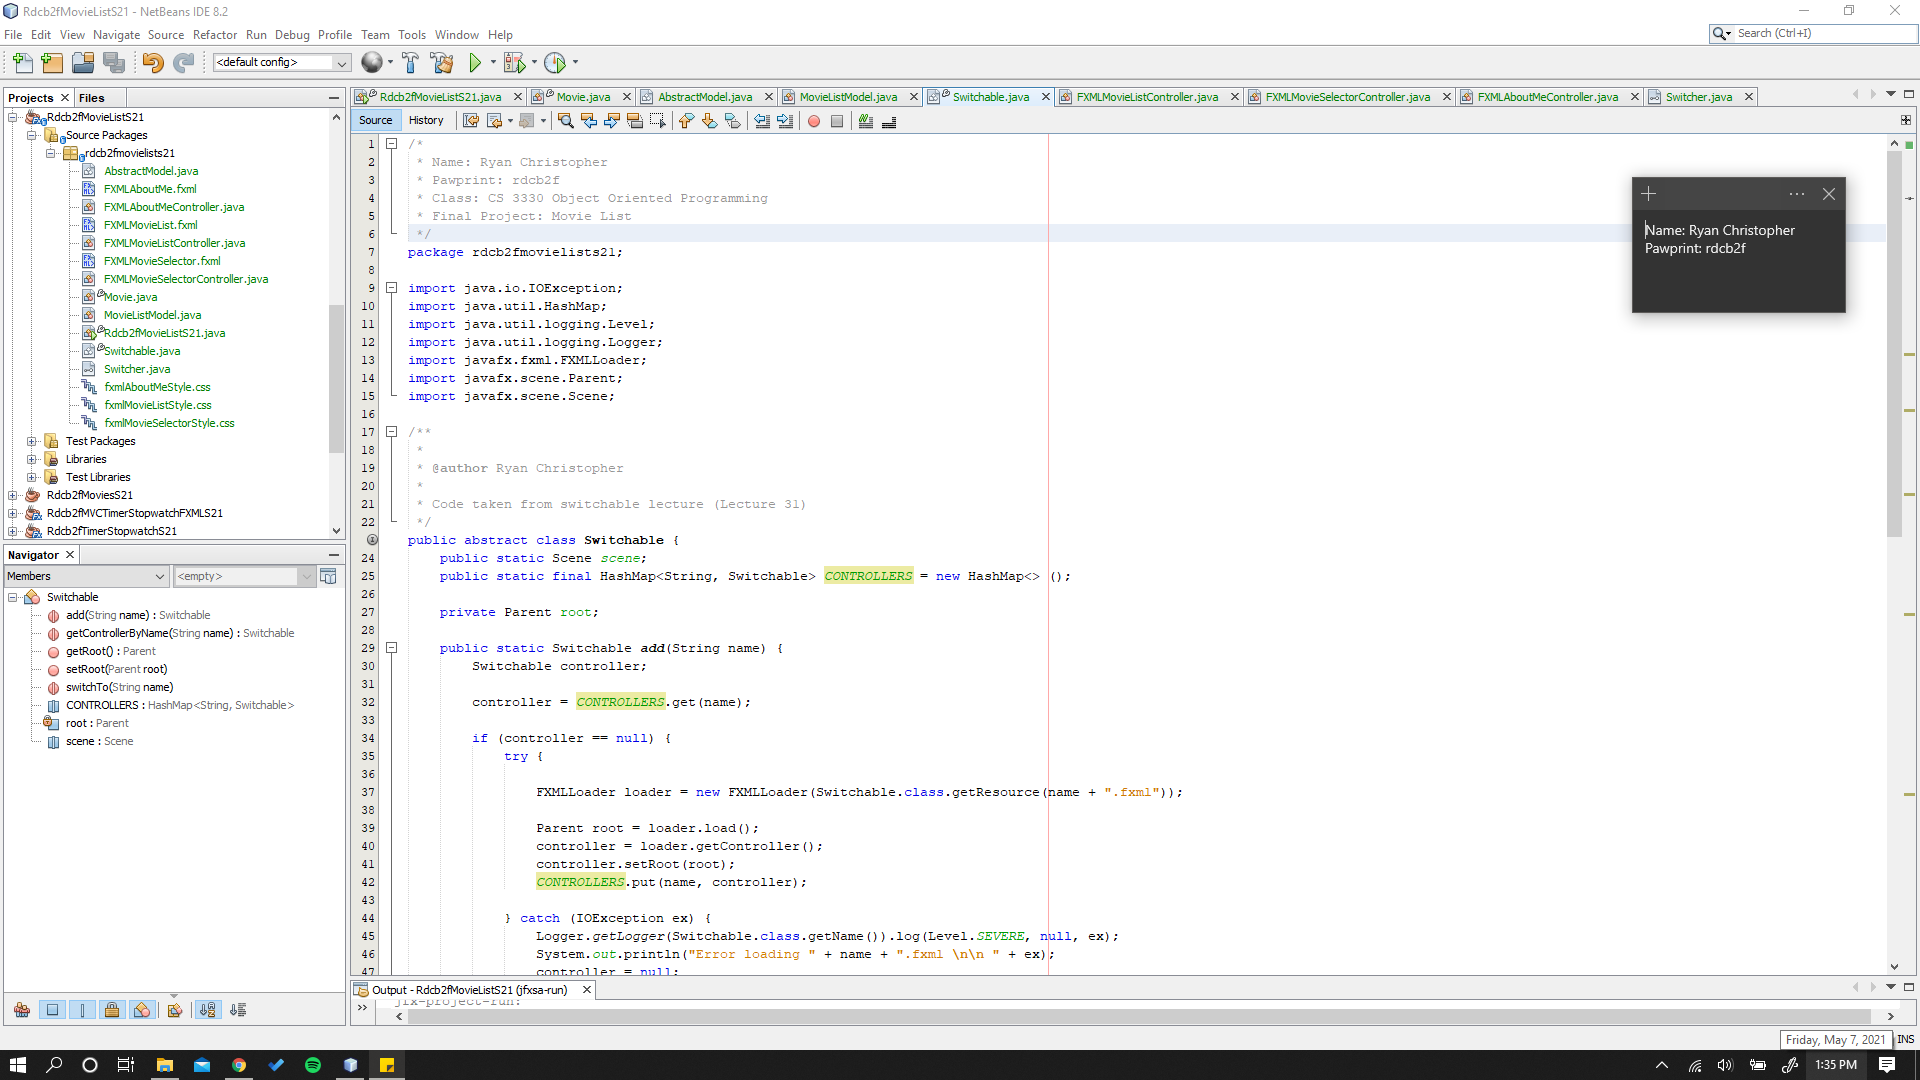 Rdcb2fMovieListS21 - NetBeans IDE 8.2
File Edit View Navigate Source Refactor Run Debug Profile Team Tools Window Help
Search (Ctrl+I)
<default config>
Projects Files
Rdcb2fMovieListS21.java Movie.java AbstractModel.java MovieListModel.java Switchable.java FXMLMovieListController.java FXMLMovieSelectorController.java FXMLAboutMeController.java Switcher.java
Source History
Rdcb2fMovieListS21
Source Packages
rdcb2fmovielists21
AbstractModel.java
FXMLAboutMe.fxml
FXMLAboutMeController.java
FXMLMovieList.fxml
FXMLMovieListController.java
FXMLMovieSelector.fxml
FXMLMovieSelectorController.java
Movie.java
MovieListModel.java
Rdcb2fMovieListS21.java
Switchable.java
Switcher.java
fxmlAboutMeStyle.css
fxmlMovieListStyle.css
fxmlMovieSelectorStyle.css
Test Packages
Libraries
Test Libraries
Rdcb2fMoviesS21
Rdcb2fMVCTimerStopwatchFXMLS21
Rdcb2fTimerStopwatchS21
Navigator
Members <empty>
Switchable
add(String name) : Switchable
getControllerByName(String name) : Switchable
getRoot() : Parent
setRoot(Parent root)
switchTo(String name)
CONTROLLERS : HashMap<String, Switchable>
root : Parent
scene : Scene
1 /*
2 * Name: Ryan Christopher
3 * Pawprint: rdcb2f
4 * Class: CS 3330 Object Oriented Programming
5 * Final Project: Movie List
6 */
7 package rdcb2fmovielists21;
8
9 import java.io.IOException;
10 import java.util.HashMap;
11 import java.util.logging.Level;
12 import java.util.logging.Logger;
13 import javafx.fxml.FXMLLoader;
14 import javafx.scene.Parent;
15 import javafx.scene.Scene;
16
17 /**
18 *
19 * @author Ryan Christopher
20 *
21 * Code taken from switchable lecture (Lecture 31)
22 */
public abstract class Switchable {
24 public static Scene scene;
25 public static final HashMap<String, Switchable> CONTROLLERS = new HashMap<> ();
26
27 private Parent root;
28
29 public static Switchable add(String name) {
30 Switchable controller;
31
32 controller = CONTROLLERS.get(name);
33
34 if (controller == null) {
35 try {
36
37 FXMLLoader loader = new FXMLLoader(Switchable.class.getResource(name + ".fxml"));
38
39 Parent root = loader.load();
40 controller = loader.getController();
41 controller.setRoot(root);
42 CONTROLLERS.put(name, controller);
43
44 } catch (IOException ex) {
45 Logger.getLogger(Switchable.class.getName()).log(Level.SEVERE, null, ex);
46 System.out.println("Error loading " + name + ".fxml \n\n " + ex);
47 controller = null;
Name: Ryan Christopher
Pawprint: rdcb2f
Output - Rdcb2fMovieListS21 (jfxsa-run)
jfx-project-run:
Friday, May 7, 2021 INS
1:35 PM